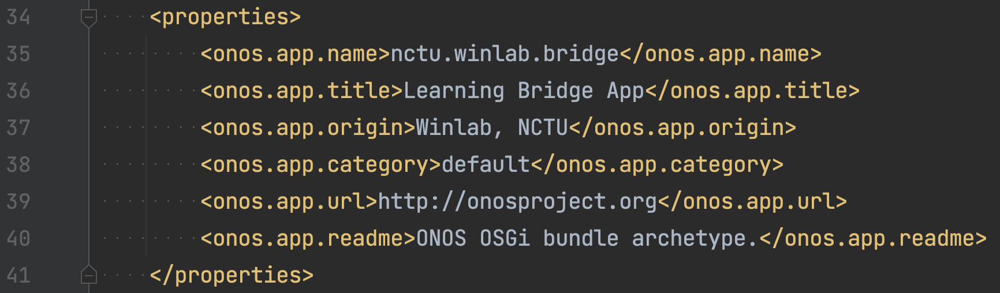 34 <properties>
35 <onos.app.name>nctu.winlab.bridge</onos.app.name>
36 <onos.app.title>Learning Bridge App</onos.app.title>
37 <onos.app.origin>Winlab, NCTU</onos.app.origin>
38 <onos.app.category>default</onos.app.category>
39 <onos.app.url>http://onosproject.org</onos.app.url>
40 <onos.app.readme>ONOS OSGi bundle archetype.</onos.app.readme>
41 </properties>